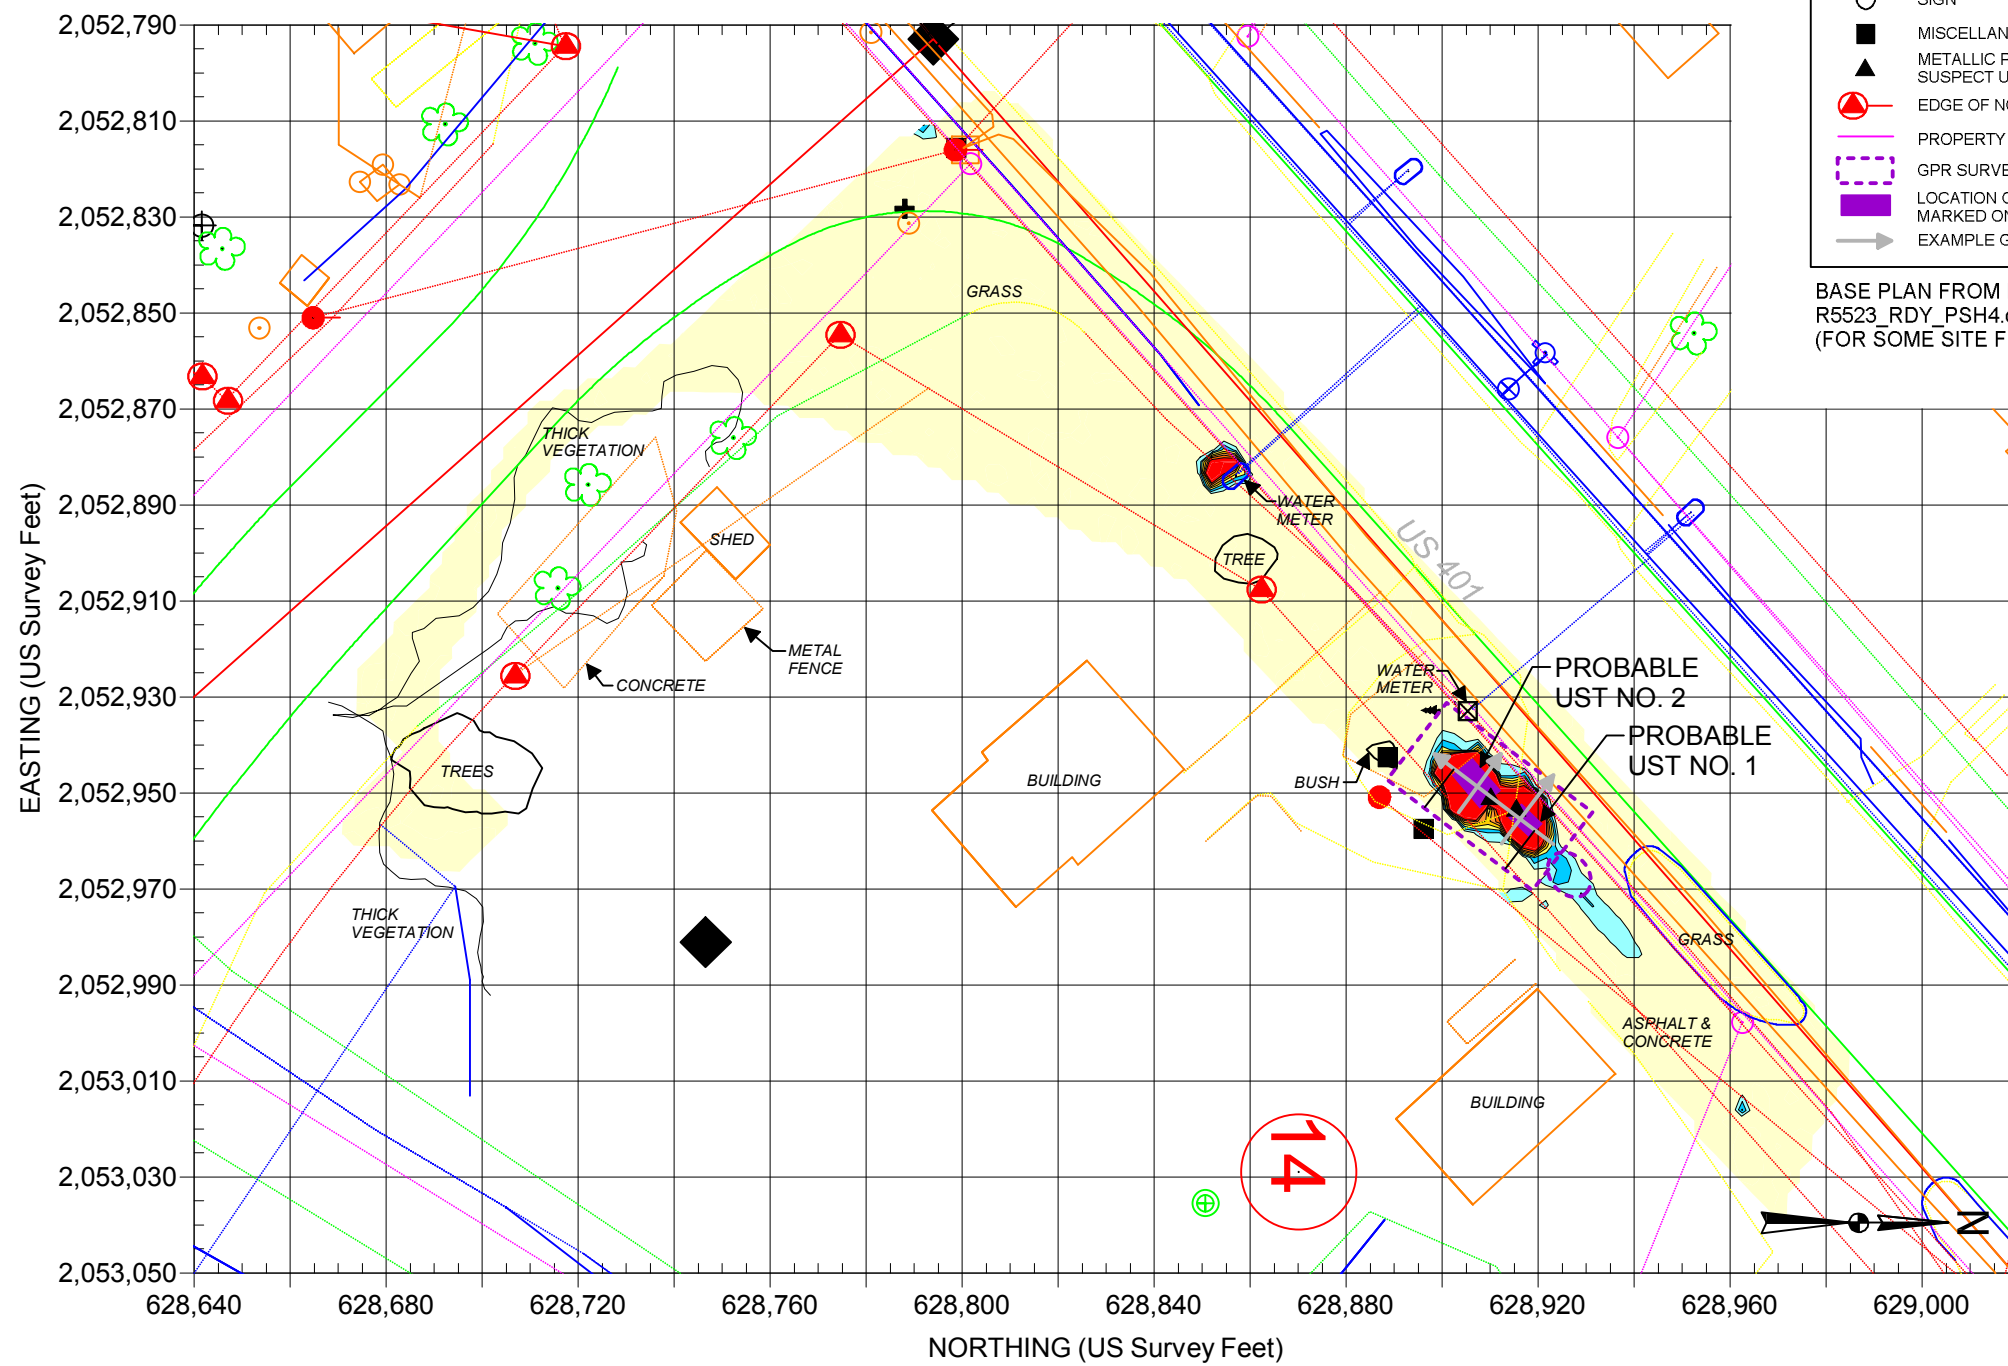 2,052,790
2,052,810
2,052,830
2,052,850
2,052,870
2,052,890
2,052,910
2,052,930
2,052,950
2,052,970
2,052,990
2,053,010
2,053,030
2,053,050
EASTING (US Survey Feet)
628,640
628,680
628,720
628,760
628,800
628,840
628,880
628,920
628,960
629,000
NORTHING (US Survey Feet)
GRASS
THICK
VEGETATION
SHED
METAL
FENCE
CONCRETE
TREES
THICK
VEGETATION
BUILDING
WATER
METER
TREE
US 401
WATER
METER
BUSH
PROBABLE
UST NO. 2
PROBABLE
UST NO. 1
GRASS
ASPHALT &
CONCRETE
BUILDING
14
N
SIGN
MISCELLAN
METALLIC
SUSPECT U
EDGE OF N
PROPERTY
GPR SURVE
LOCATION
MARKED ON
EXAMPLE G
BASE PLAN FROM
R5523_RDY_PSH4.
(FOR SOME SITE F